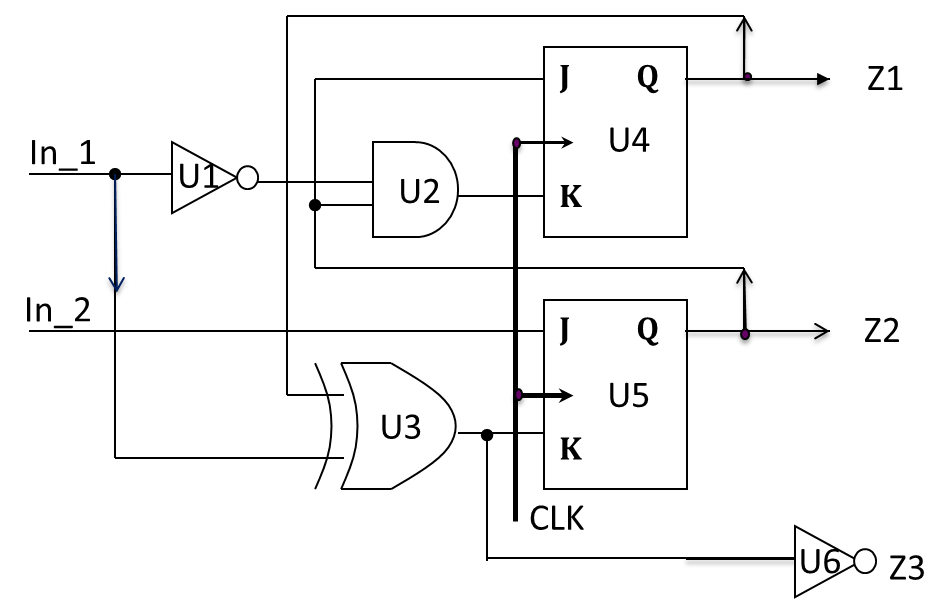 J Q Z1
U4
In_1
U1
U2
K
In_2
J Q Z2
U5
U3
K
CLK
U6 Z3